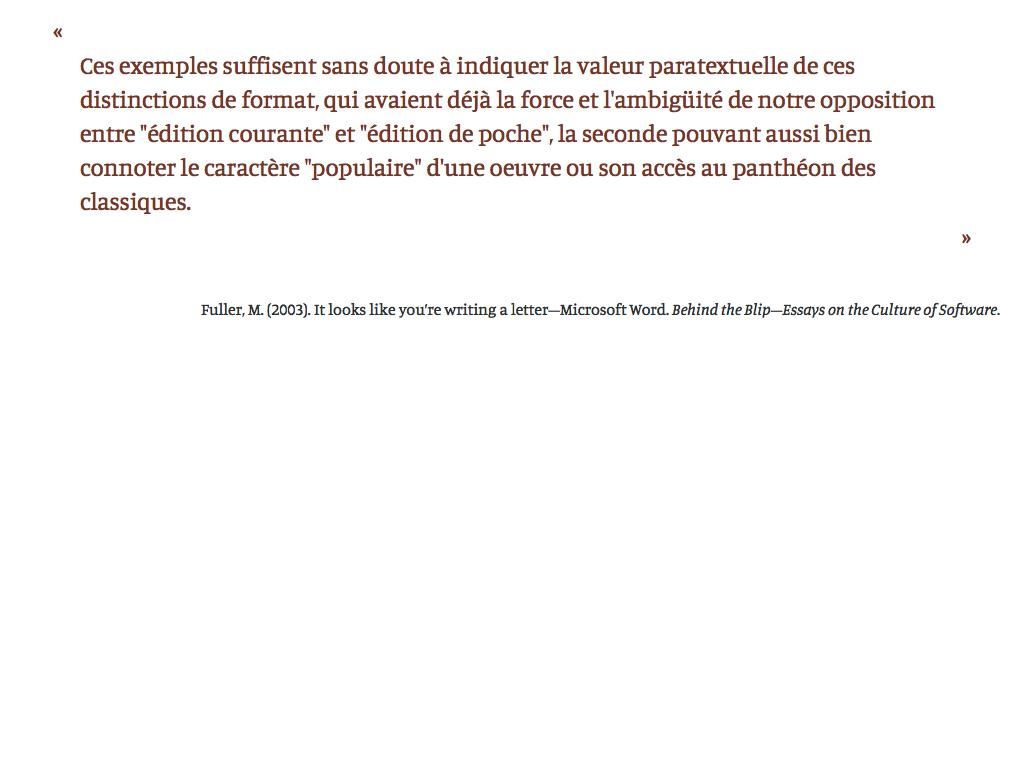 «
Ces exemples suffisent sans doute à indiquer la valeur paratextuelle de ces
distinctions de format, qui avaient déjà la force et l'ambigüité de notre opposition
entre "édition courante" et "édition de poche", la seconde pouvant aussi bien
connoter le caractère "populaire" d'une oeuvre ou son accès au panthéon des
classiques.
»
Fuller, M. (2003). It looks like you’re writing a letter—Microsoft Word. Behind the Blip—Essays on the Culture of Software.